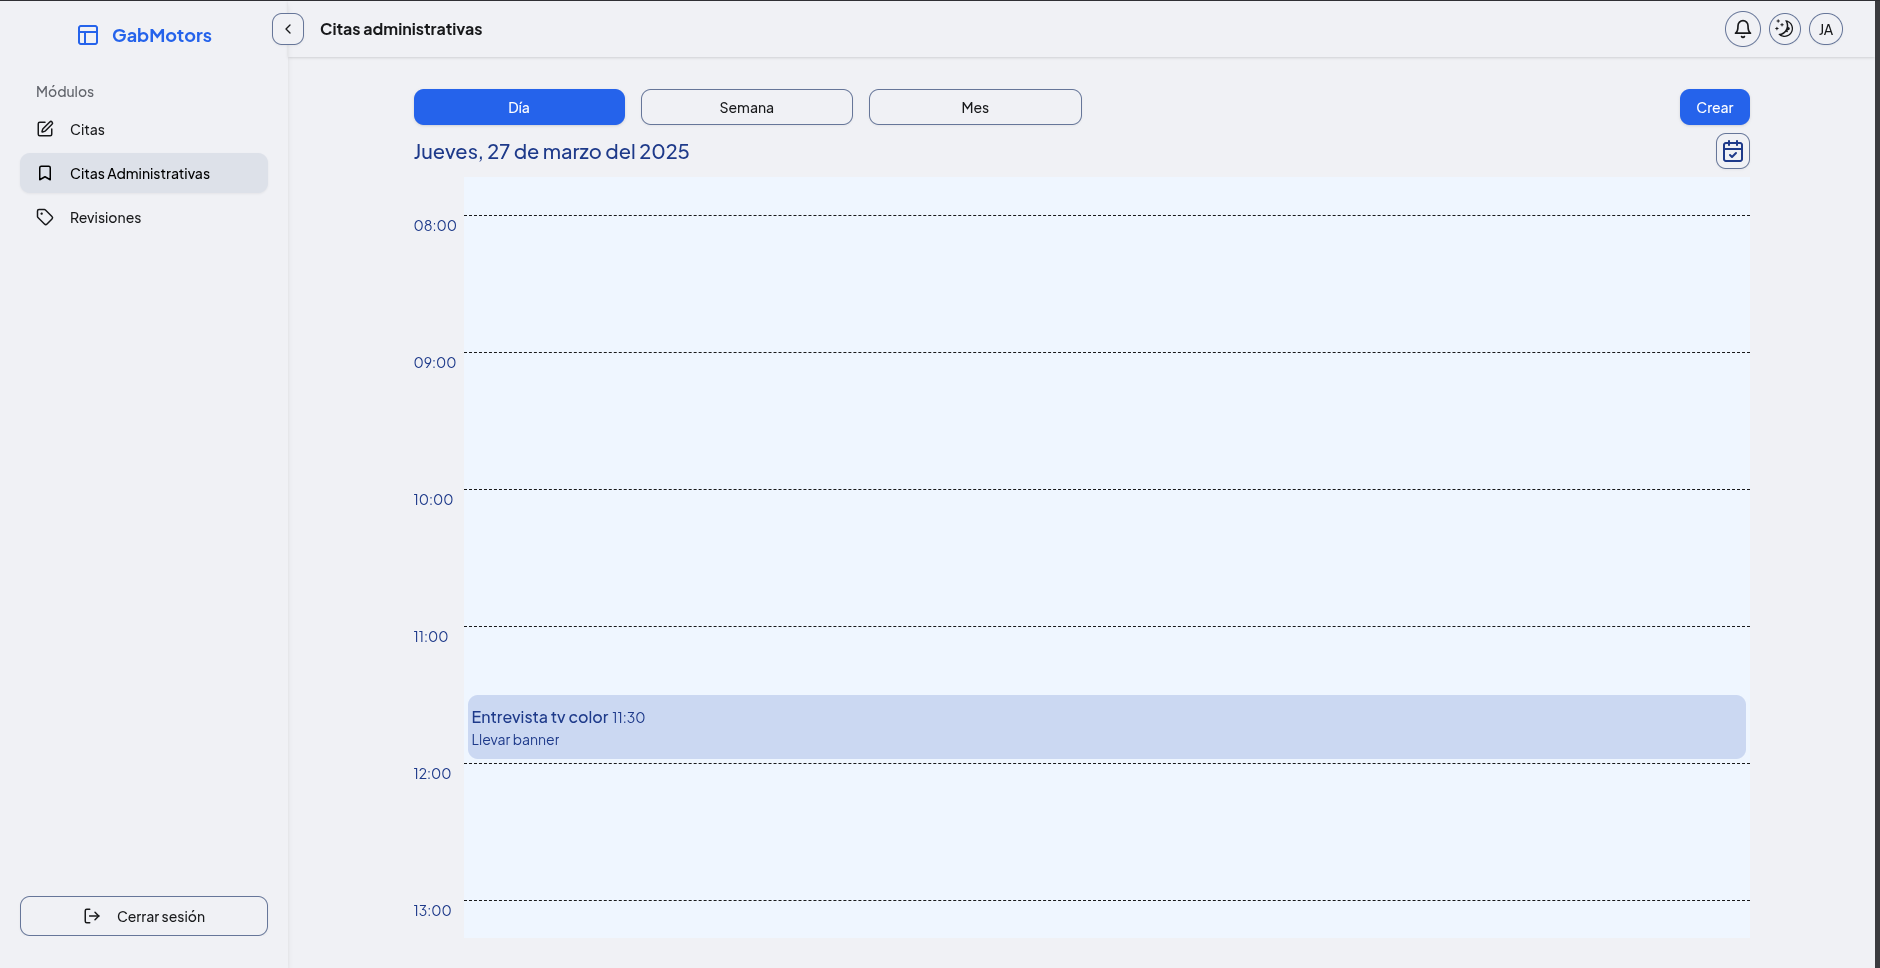 GabMotors
Citas administrativas
JA
Módulos
Citas
Citas Administrativas
Revisiones
Cerrar sesión
Día
Semana
Mes
Crear
Jueves, 27 de marzo del 2025
08:00
09:00
10:00
11:00
Entrevista tv color 11:30
Llevar banner
12:00
13:00